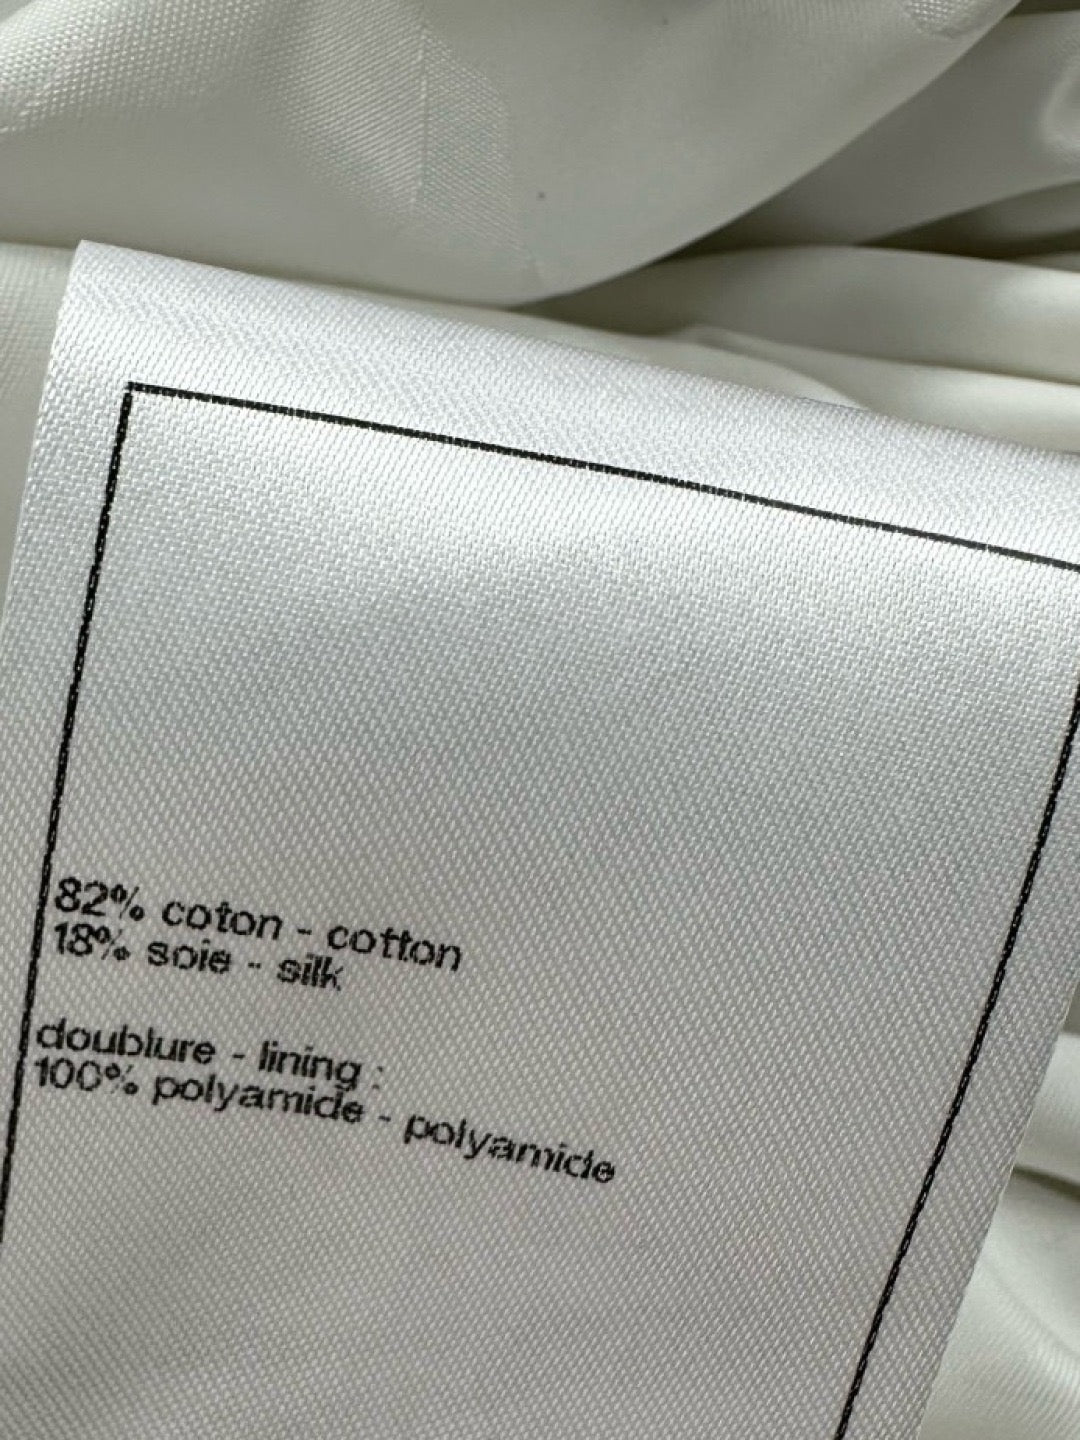 82% coton - cotton
18% soie - silk
doublure - lining :
100% polyamide - polyamide